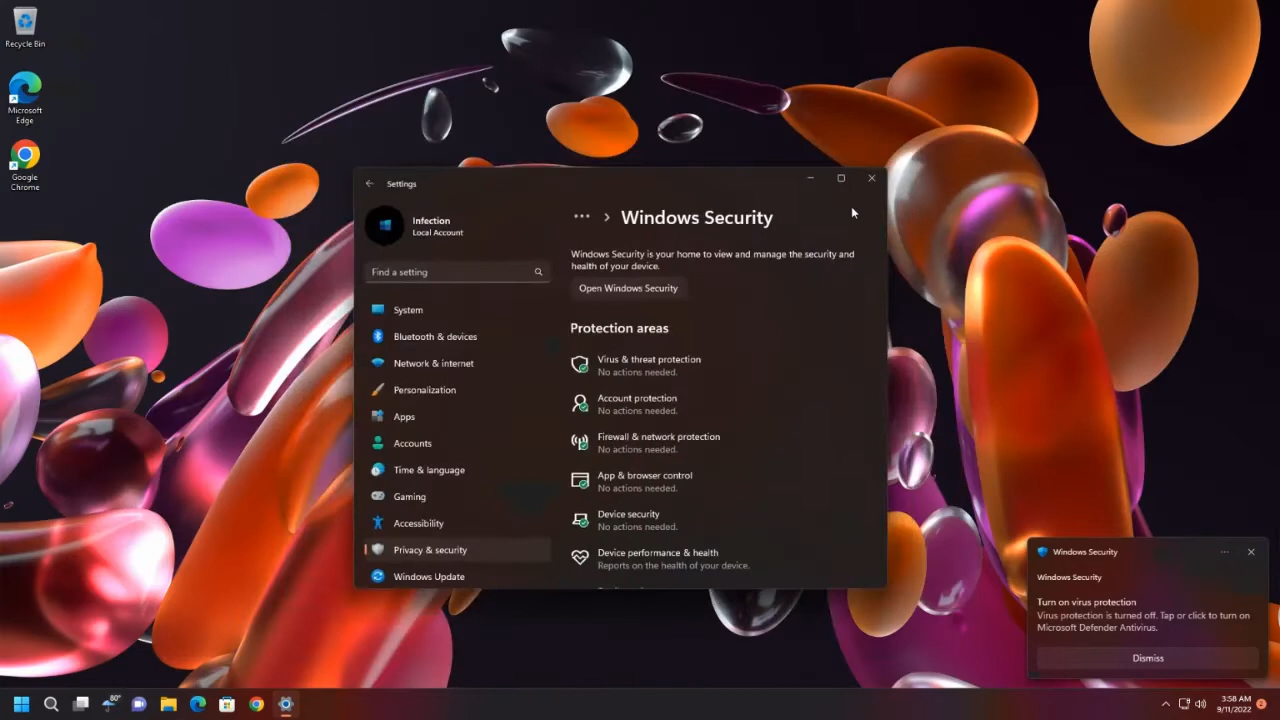 Recycle Bin
Microsoft
Edge
Google
Chrome
Settings
Infection
Local Account
Find a setting
System
Bluetooth & devices
Network & internet
Personalization
Apps
Accounts
Time & language
Gaming
Accessibility
Privacy & security
Windows Update
... > Windows Security
Windows Security is your home to view and manage the security and
health of your device.
Open Windows Security
Protection areas
Virus & threat protection
No actions needed.
Account protection
No actions needed.
Firewall & network protection
No actions needed.
App & browser control
No actions needed.
Device security
No actions needed.
Device performance & health
Reports on the health of your device.
Windows Security
Windows Security
Turn on virus protection
Virus protection is turned off. Tap or click to turn on
Microsoft Defender Antivirus.
Dismiss
80°
3:58 AM
9/11/2022
2